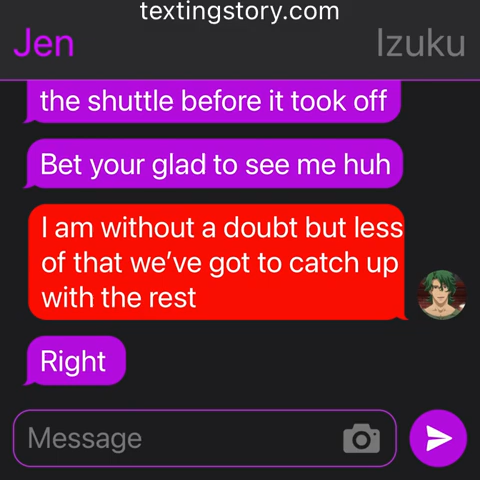 textingstory.com
Jen
Izuku
the shuttle before it took off
Bet your glad to see me huh
I am without a doubt but less
of that we’ve got to catch up
with the rest
Right
Message